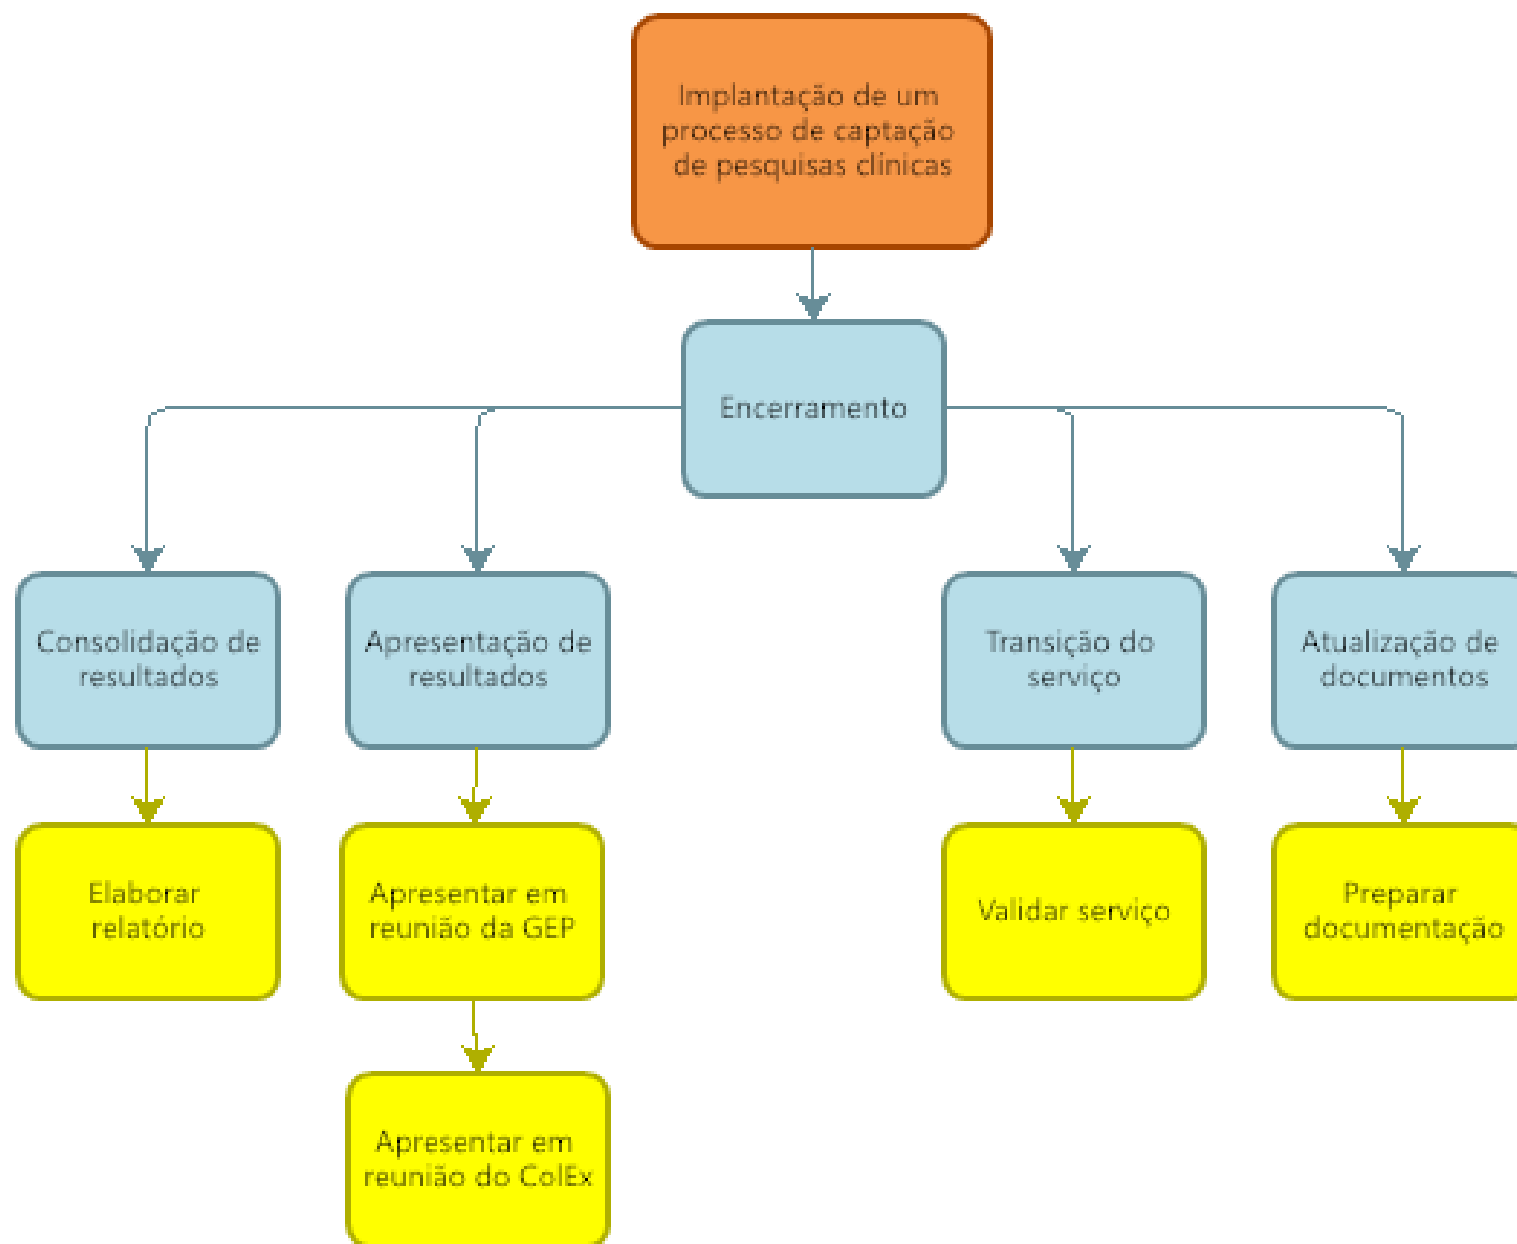 Implantação de um
processo de captação
de pesquisas clínicas
Encerramento
Consolidação de
resultados
Apresentação de
resultados
Transição do
serviço
Atualização de
documentos
Elaborar
relatório
Apresentar em
reunião da GEP
Validar serviço
Preparar
documentação
Apresentar em
reunião do ColEx